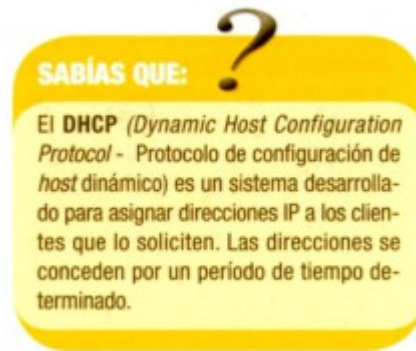 ?
SABÍAS QUE:
El DHCP (Dynamic Host Configuration
Protocol - Protocolo de configuración de
host dinámico) es un sistema desarrolla-
do para asignar direcciones IP a los clien-
tes que lo soliciten. Las direcciones se
conceden por un período de tiempo de-
terminado.